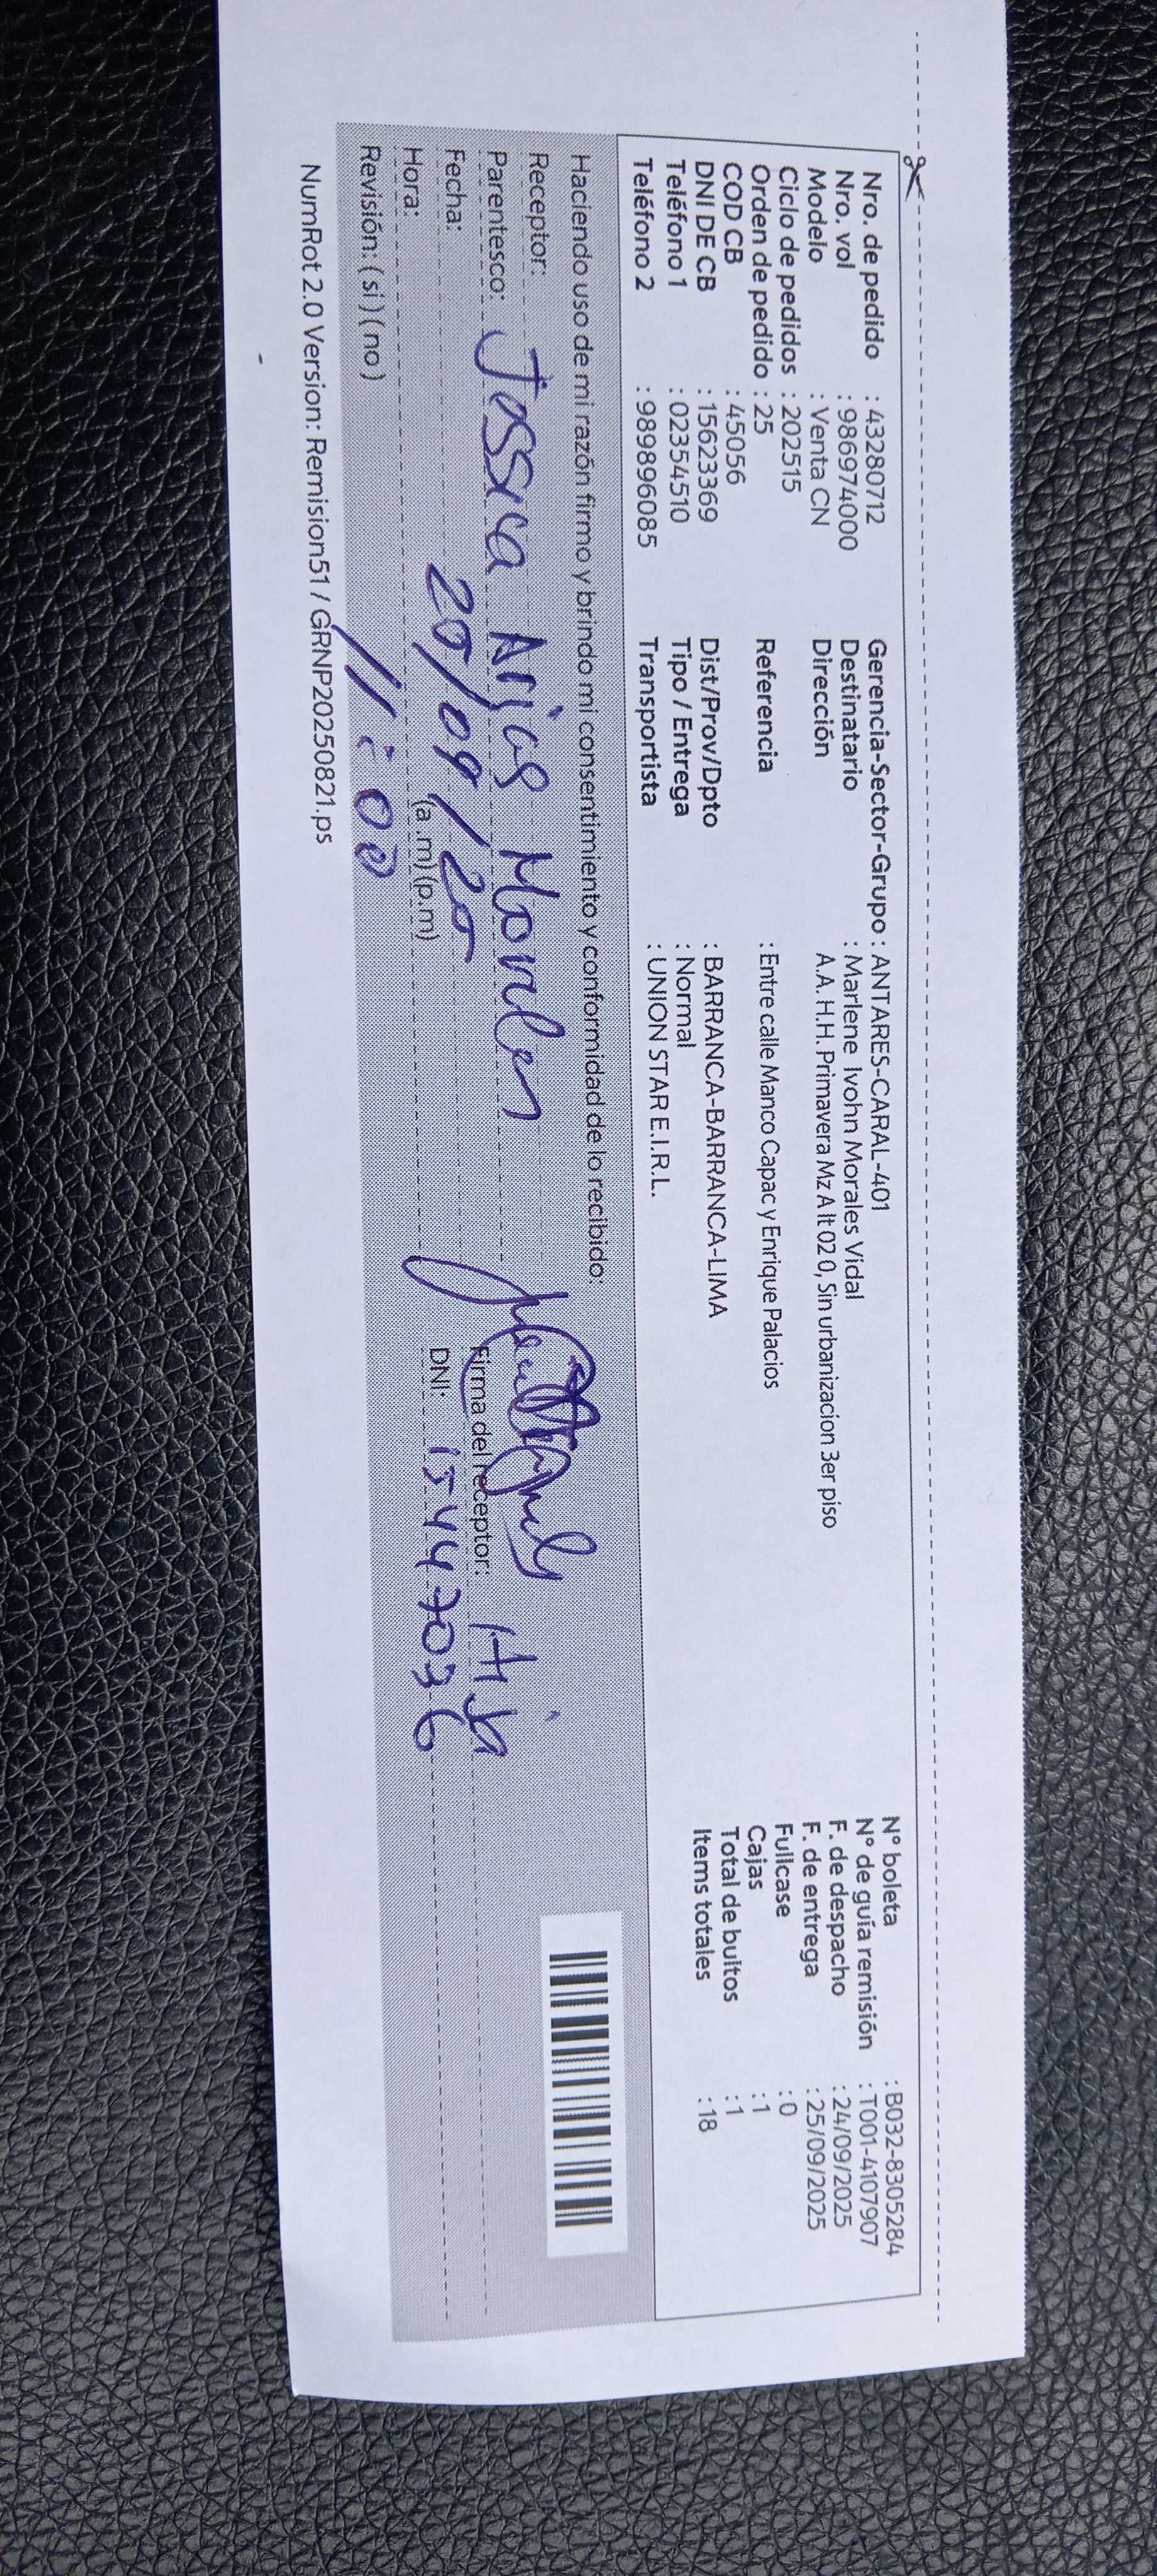 Nro. de pedido : 43280712
Nro. vol : 986974000
Modelo : Venta CN
Ciclo de pedidos : 202515
Orden de pedido : 25
COD CB : 45056
DNI DE CB : 15623369
Teléfono 1 : 02354510
Teléfono 2 : 989896085
Gerencia-Sector-Grupo : ANTARES-CARAL-401
Destinatario : Marlene Ivohn Morales Vidal
Dirección A.A.H.H. Primavera Mz A lt 02 0, Sin urbanizacion 3er piso
Referencia : Entre calle Manco Capac y Enrique Palacios
Dist/Prov/Dpto : BARRANCA-BARRANCA-LIMA
Tipo / Entrega : Normal
Transportista : UNION STAR E.I.R.L.
N° boleta : B032-8305284
N° de guía remisión : T001-4107907
F. de despacho : 24/09/2025
F. de entrega : 25/09/2025
Fullcase : 0
Cajas : 1
Total de bultos : 1
Items totales : 18
Haciendo uso de mi razón firmo y brindo mi consentimiento y conformidad de lo recibido:
Receptor:
Parentesco: Jossica Arias Morales
Fecha: 25/09/25
Hora: (a.m) (p.m)
11:00
Revisión: (si) (no)
Firma del receptor: Hija
DNI: 15447036
NumRot 2.0 Version: Remision51 / GRNP20250821.ps